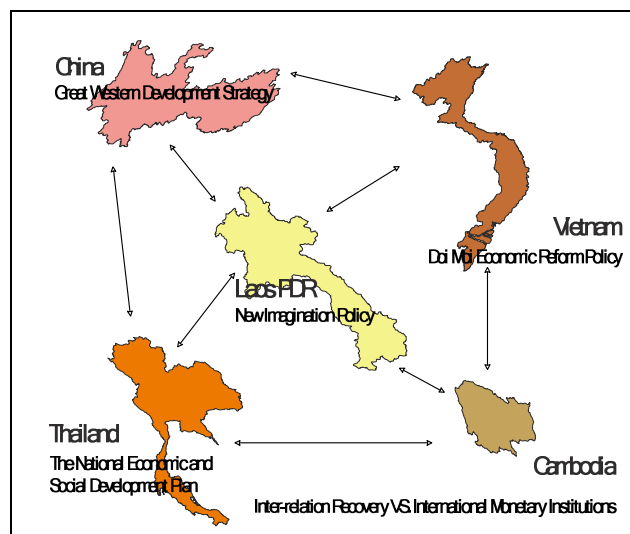 China
Great Western Development Strategy
Vietnam
Doi Moi Economic Reform Policy
Laos PDR
New Imagination Policy
Thailand
The National Economic and
Social Development Plan
Cambodia
Inter-relation Recovery VS. International Monetary Institutions